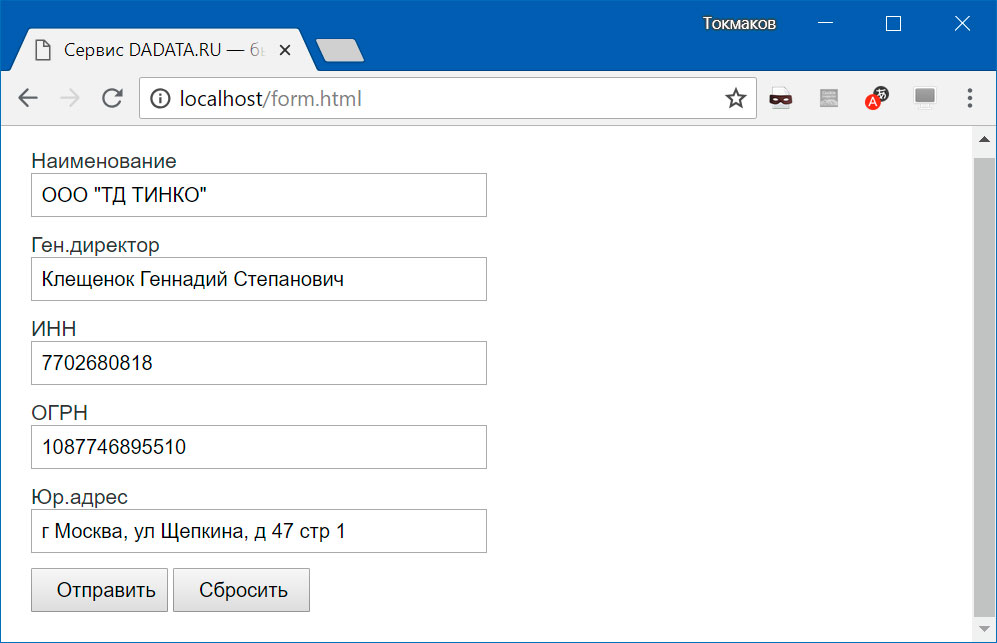 Токмаков
Сервис DADATA.RU — бы
localhost/form.html
Наименование
ООО "ТД ТИНКО"
Ген.директор
Клещенок Геннадий Степанович
ИНН
7702680818
ОГРН
1087746895510
Юр.адрес
г Москва, ул Щепкина, д 47 стр 1
Отправить Сбросить